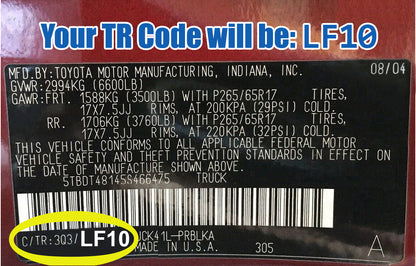 Your TR Code will be: LF10
MFD. BY: TOYOTA MOTOR MANUFACTURING, INDIANA, INC. 08/04
GVWR: 2994KG (6600LB)
GAWR: FRT. 1588KG (3500LB) WITH P265/65R17 TIRES,
17X7.5JJ RIMS, AT 200KPA (29PSI) COLD.
RR. 1706KG (3760LB) WITH P265/65R17 TIRES,
17X7.5JJ RIMS, AT 220KPA (32PSI) COLD.
THIS VEHICLE CONFORMS TO ALL APPLICABLE FEDERAL MOTOR
VEHICLE SAFETY AND THEFT PREVENTION STANDARDS IN EFFECT ON
THE DATE OF MANUFACTURE SHOWN ABOVE.
5TBDT48145S466475 TRUCK
C/TR: 3Q3/ LF10 UCK41L-PRBLKA
MADE IN U.S.A. 305 A